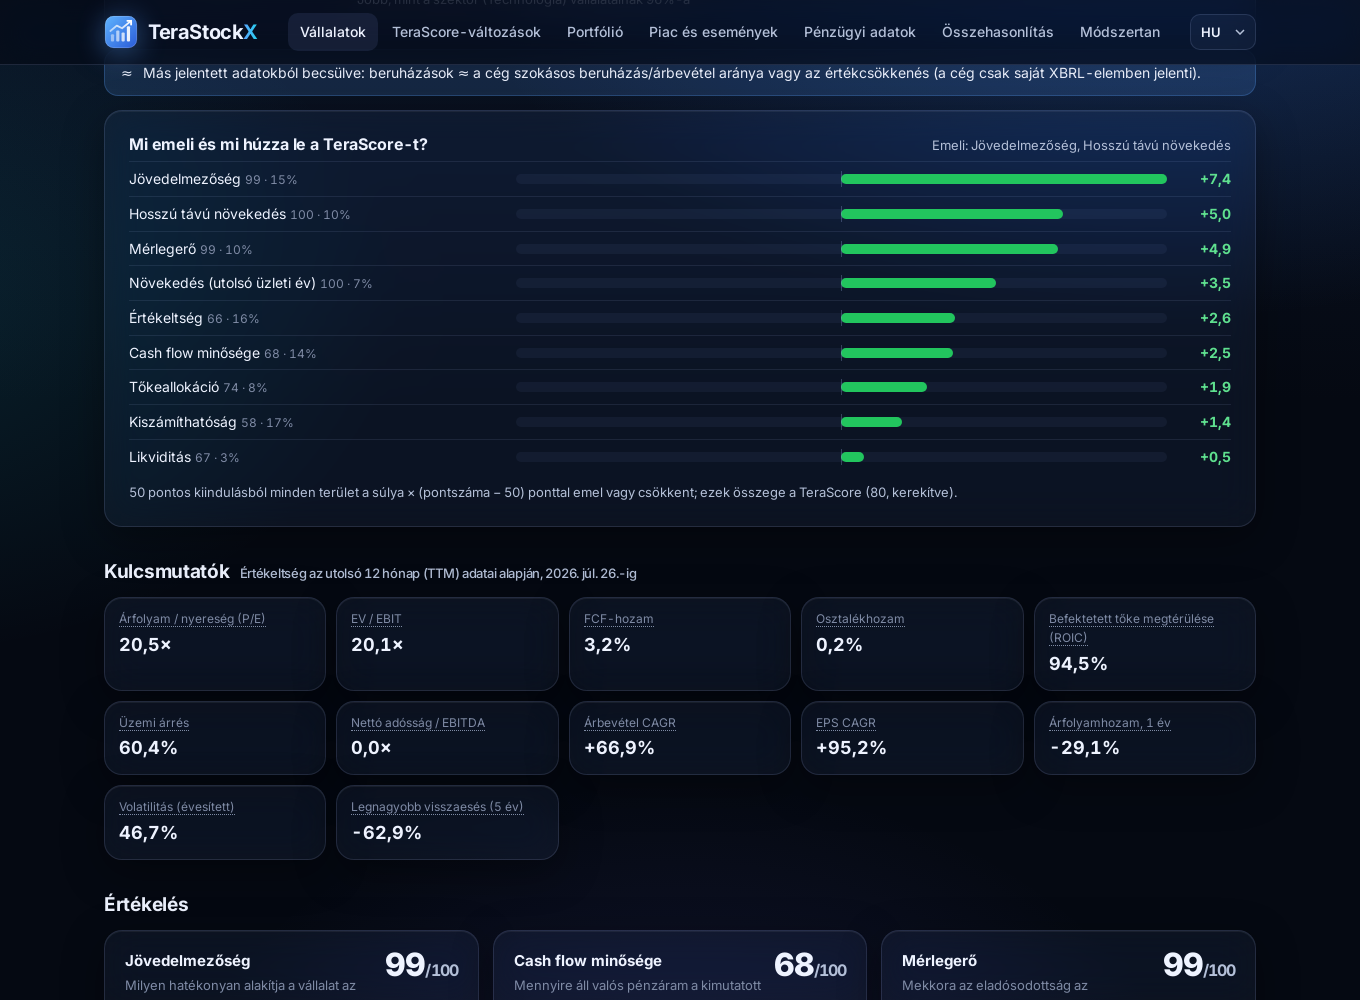 Jobb, mint a szektor (Technológia) vállalatainak 98%-a
TeraStockX
Vállalatok
TeraScore-változások
Portfólió
Piac és események
Pénzügyi adatok
Összehasonlítás
Módszertan
HU
≈ Más jelentett adatokból becsülve: beruházások ≈ a cég szokásos beruházás/árbevétel aránya vagy az értékcsökkenés (a cég csak saját XBRL-elemben jelenti).
Mi emeli és mi húzza le a TeraScore-t?
Emeli: Jövedelmezőség, Hosszú távú növekedés
Jövedelmezőség 99 · 15% +7,4
Hosszú távú növekedés 100 · 10% +5,0
Mérlegerő 99 · 10% +4,9
Növekedés (utolsó üzleti év) 100 · 7% +3,5
Értékeltség 66 · 16% +2,6
Cash flow minősége 68 · 14% +2,5
Tőkeallokáció 74 · 8% +1,9
Kiszámíthatóság 58 · 17% +1,4
Likviditás 67 · 3% +0,5
50 pontos kiindulásból minden terület a súlya × (pontszáma − 50) ponttal emel vagy csökkent; ezek összege a TeraScore (80, kerekítve).
Kulcsmutatók Értékeltség az utolsó 12 hónap (TTM) adatai alapján, 2026. júl. 26.-ig
Árfolyam / nyereség (P/E)
20,5×
EV / EBIT
20,1×
FCF-hozam
3,2%
Osztalékhozam
0,2%
Befektetett tőke megtérülése
(ROIC)
94,5%
Üzemi árrés
60,4%
Nettó adósság / EBITDA
0,0×
Árbevétel CAGR
+66,9%
EPS CAGR
+95,2%
Árfolyamhozam, 1 év
-29,1%
Volatilitás (évesített)
46,7%
Legnagyobb visszaesés (5 év)
-62,9%
Értékelés
Jövedelmezőség
99/100
Milyen hatékonyan alakítja a vállalat az
Cash flow minősége
68/100
Mennyire áll valós pénzáram a kimutatott
Mérlegerő
99/100
Mekkora az eladósodottság az